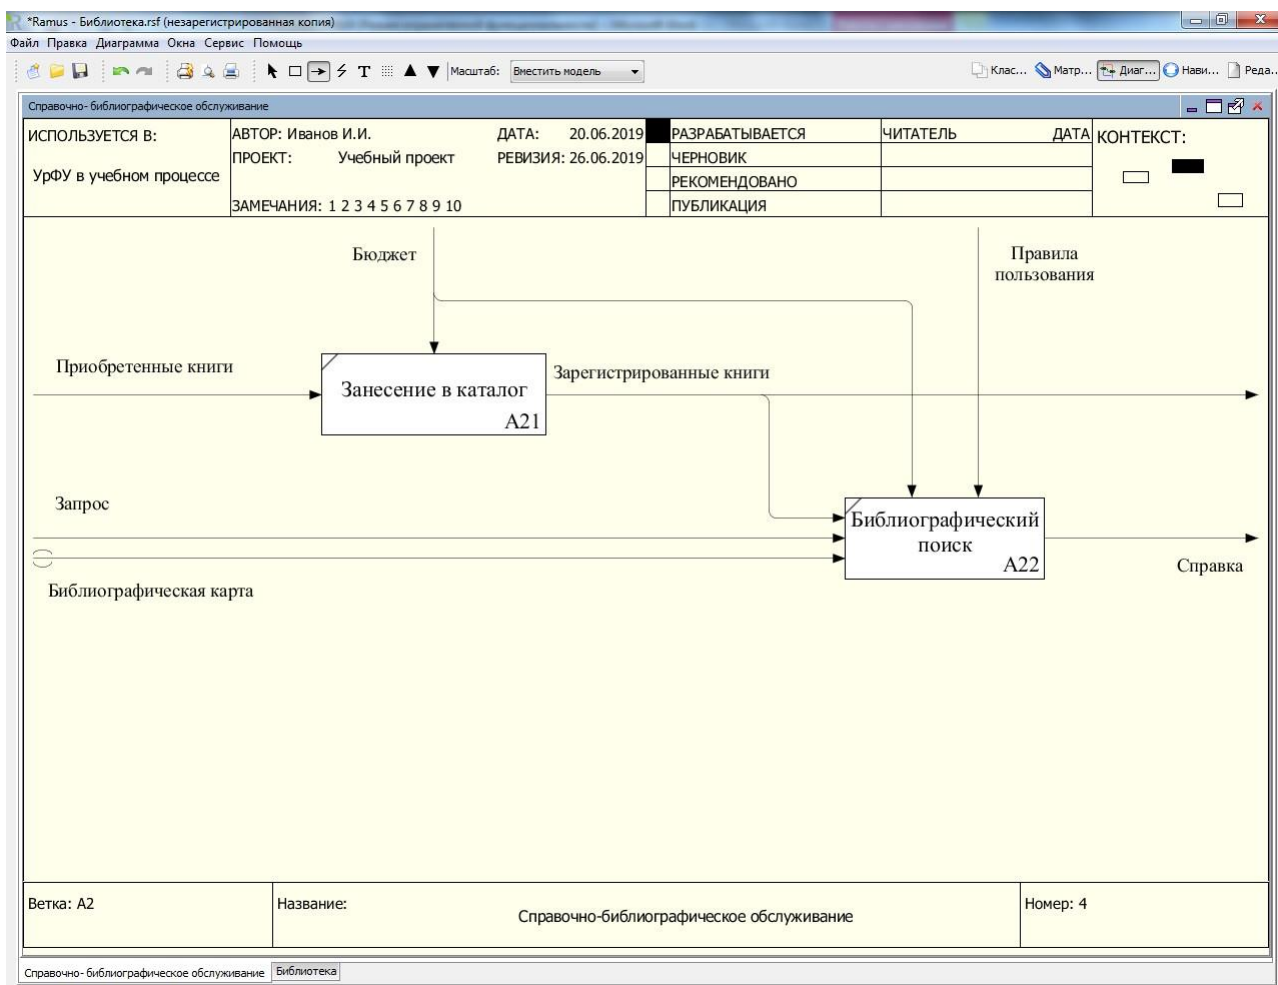 *Ramus - Библиотека.rsf (незарегистрирована копия)
Файл Правка Диаграмма Окна Сервис Помощь
Масштаб: Вместить модель Клас... Матр... Диаг... Нави... Реда...
Справочно- библиографическое обслуживание
ИСПОЛЬЗУЕТСЯ В:
УрФУ в учебном процессе
АВТОР: Иванов И.И. ДАТА: 20.06.2019
ПРОЕКТ: Учебный проект РЕВИЗИЯ: 26.06.2019
ЗАМЕЧАНИЯ: 1 2 3 4 5 6 7 8 9 10
РАЗРАБАТЫВАЕТСЯ
ЧЕРНОВИК
РЕКОМЕНДОВАНО
ПУБЛИКАЦИЯ
ЧИТАТЕЛЬ ДАТА
КОНТЕКСТ:
Бюджет
Правила
пользования
Приобретенные книги
Занесение в каталог
A21
Зарегистрированные книги
Запрос
Библиографический
поиск
A22
Справка
Библиографическая карта
Ветка: A2
Название:
Справочно-библиографическое обслуживание
Номер: 4
Справочно- библиографическое обслуживание Библиотека